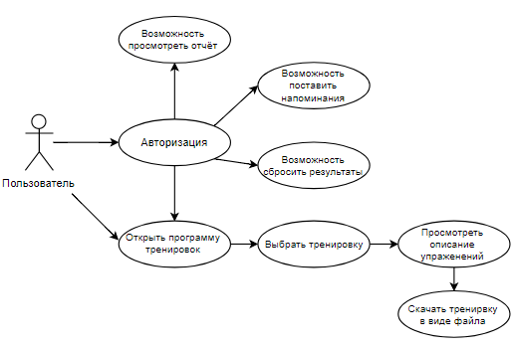 Возможность
просмотреть отчёт
Возможность
поставить
напоминания
Авторизация
Возможность
сбросить результаты
Пользователь
Открыть программу
тренировок
Выбрать тренировку
Просмотреть
описание
упраженений
Скачать тренирвку
в виде файла